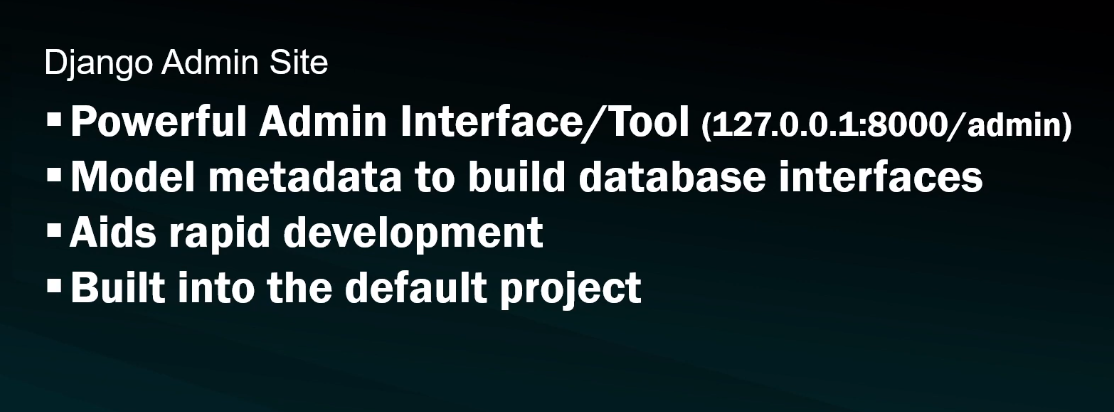 Django Admin Site
▪ Powerful Admin Interface/Tool (127.0.0.1:8000/admin)
▪ Model metadata to build database interfaces
▪ Aids rapid development
▪ Built into the default project